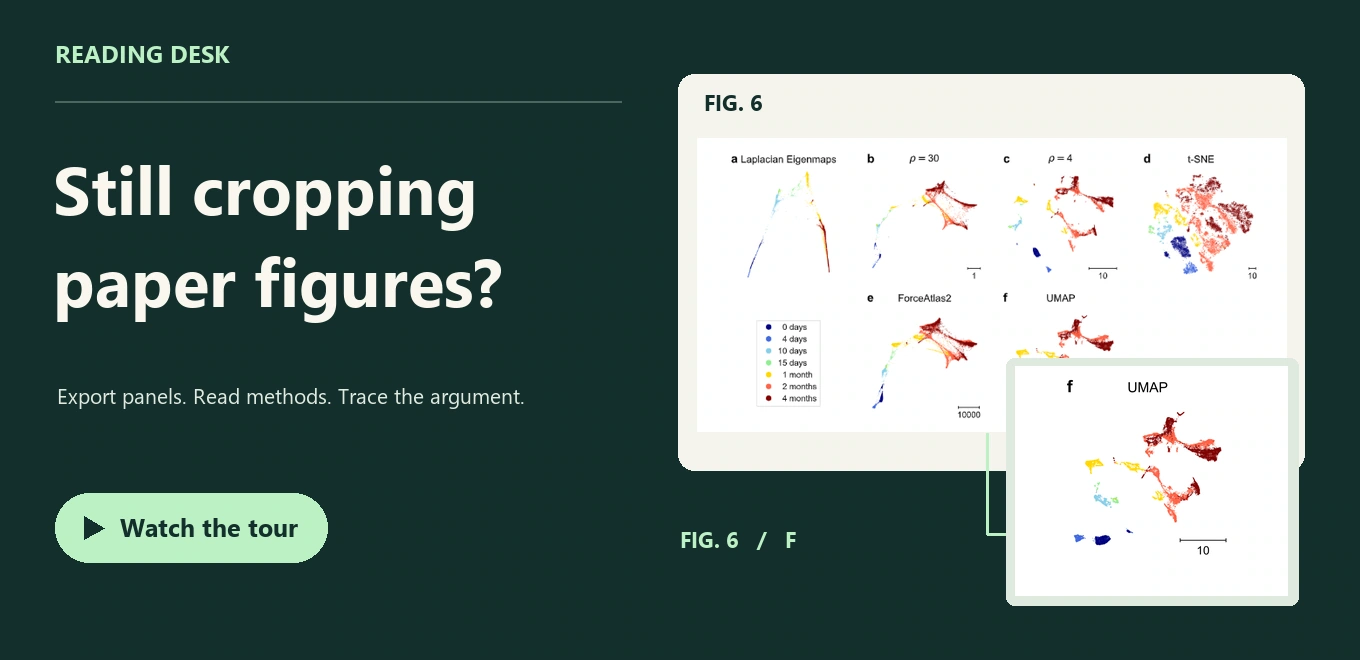 READING DESK
Still cropping
paper figures?
Export panels. Read methods. Trace the argument.
Watch the tour
FIG. 6
a Laplacian Eigenmaps
b ρ = 30
c ρ = 4
d t-SNE
1
10
10
e ForceAtlas2
f UMAP
0 days
4 days
10 days
15 days
1 month
2 months
4 months
10000
f UMAP
10
FIG. 6 / F